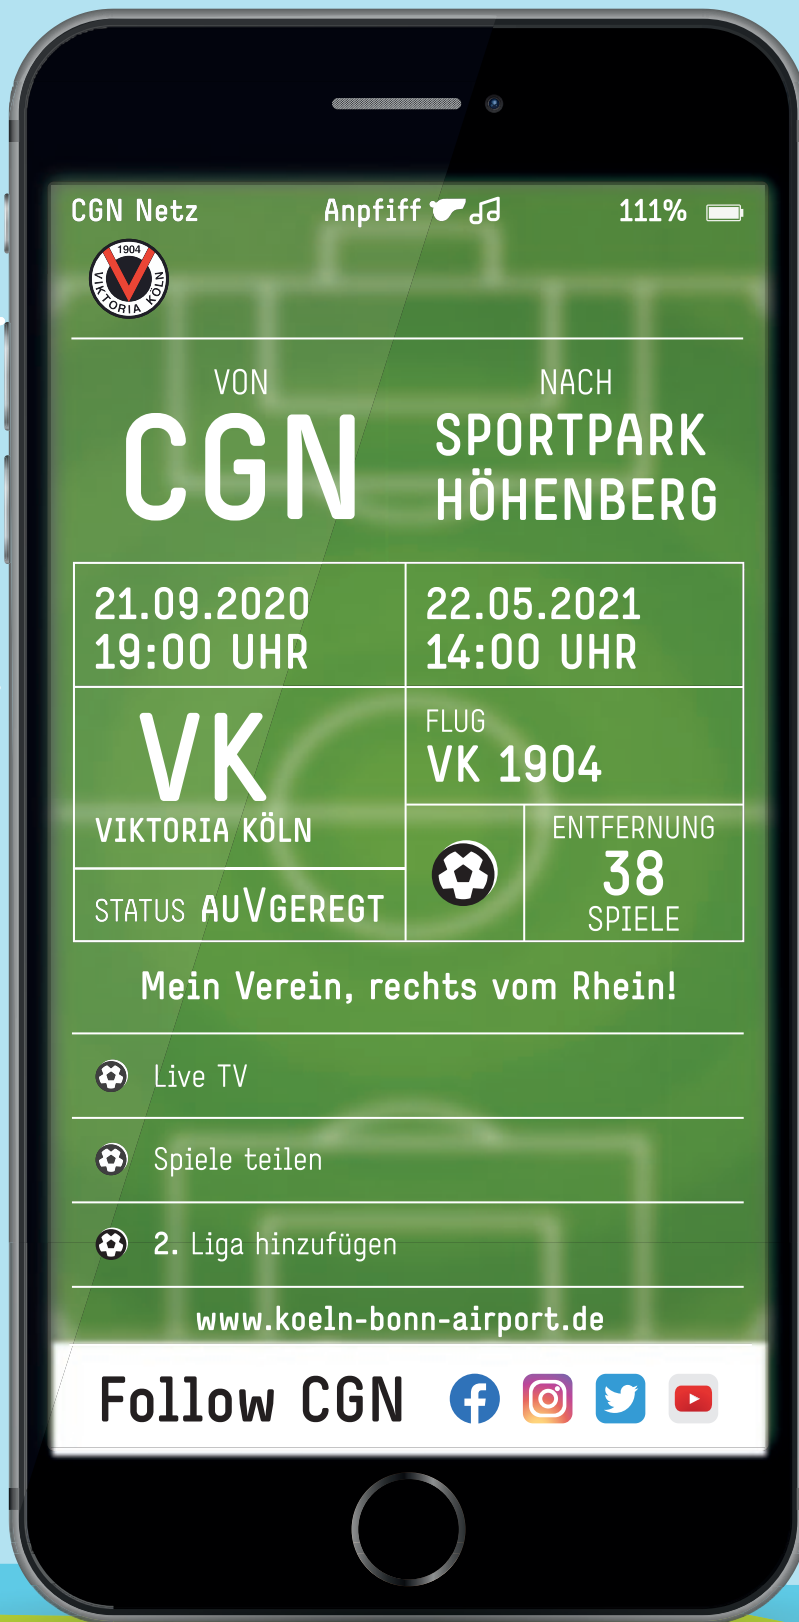 CGN Netz
Anpfiff
111%
1904
VIKTORIA KÖLN
VON
CGN
NACH
SPORTPARK
HÖHENBERG
21.09.2020
19:00 UHR
22.05.2021
14:00 UHR
VK
VIKTORIA KÖLN
FLUG
VK 1904
STATUS AUVGEREGT
ENTFERNUNG
38
SPIELE
Mein Verein, rechts vom Rhein!
Live TV
Spiele teilen
2. Liga hinzufügen
www.koeln-bonn-airport.de
Follow CGN